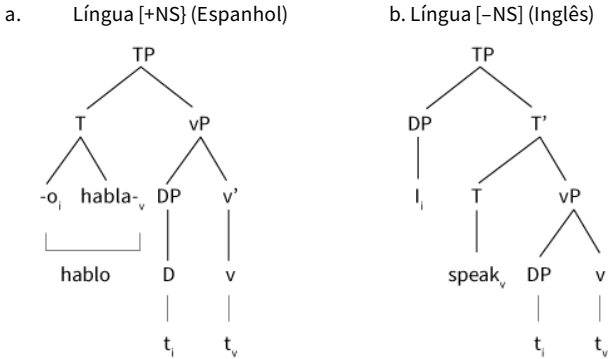 a. Língua [+NS} (Espanhol) b. Língua [–NS] (Inglês)
TP TP
T vP DP T’
-oᵢ habla-ᵥ DP v’ Iᵢ T vP
hablo D v speakᵥ DP v
tᵢ tᵥ tᵢ tᵥ